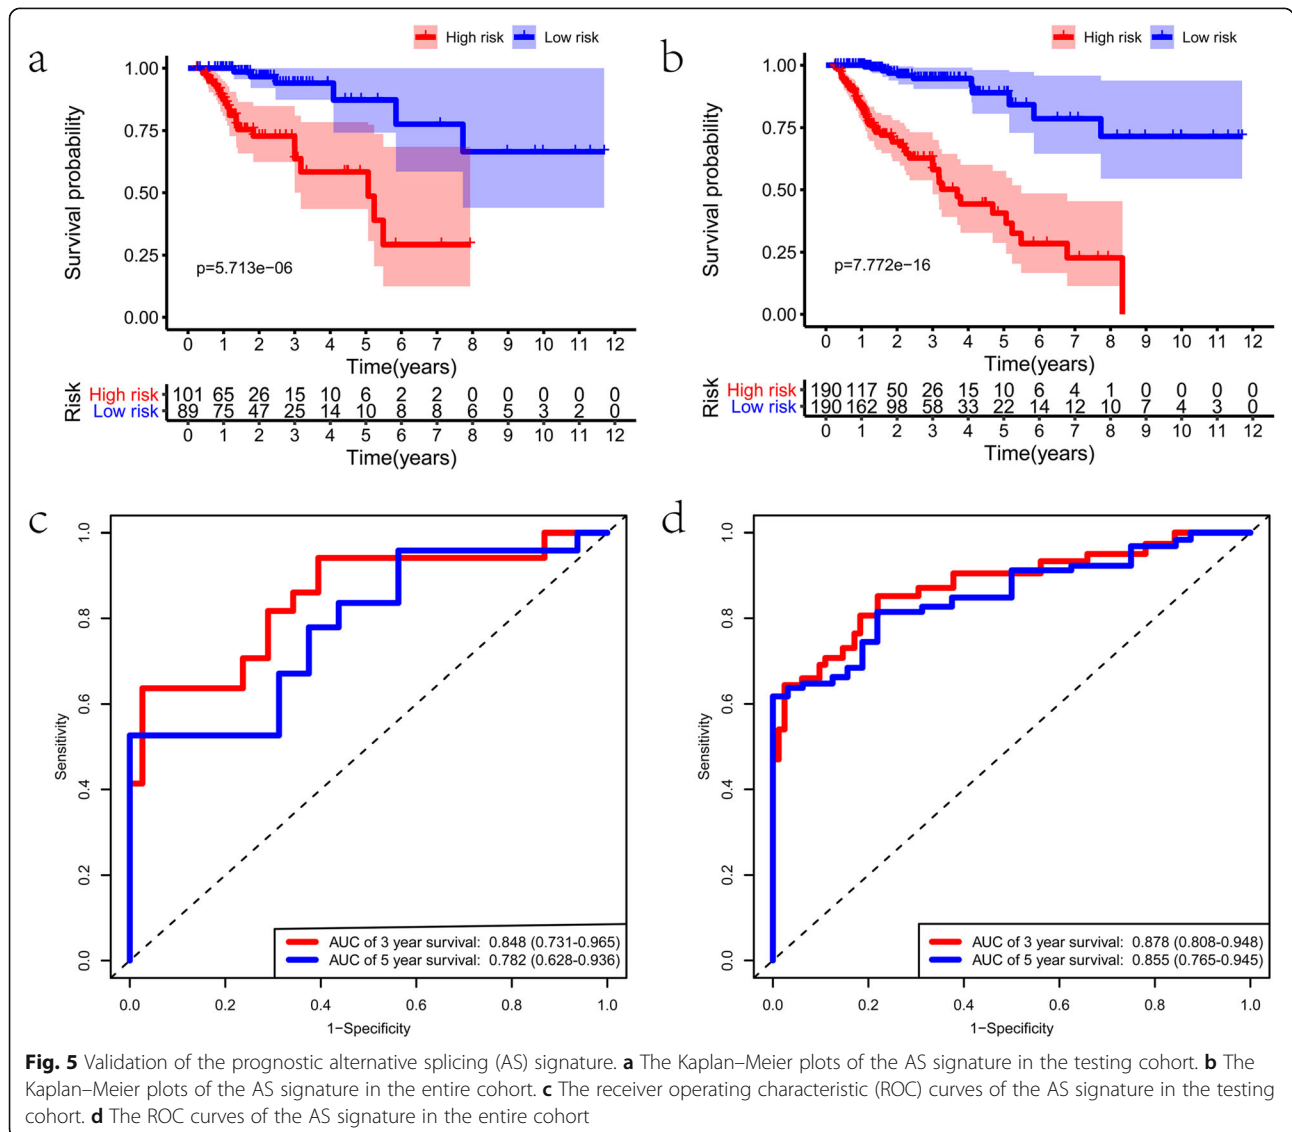 a
High risk Low risk
1.00
0.75
0.50
0.25
0.00
Survival probability
p=5.713e−06
0 1 2 3 4 5 6 7 8 9 10 11 12
Time(years)
Risk
High risk 101 65 26 15 10 6 2 2 0 0 0 0 0
Low risk 89 75 47 25 14 10 8 8 6 5 3 2 0
0 1 2 3 4 5 6 7 8 9 10 11 12
Time(years)
b
High risk Low risk
1.00
0.75
0.50
0.25
0.00
Survival probability
p=7.772e−16
0 1 2 3 4 5 6 7 8 9 10 11 12
Time(years)
Risk
High risk 190 117 50 26 15 10 6 4 1 0 0 0 0
Low risk 190 162 98 58 33 22 14 12 10 7 4 3 0
0 1 2 3 4 5 6 7 8 9 10 11 12
Time(years)
c
1.0
0.8
0.6
0.4
0.2
0.0
Sensitivity
AUC of 3 year survival: 0.848 (0.731-0.965)
AUC of 5 year survival: 0.782 (0.628-0.936)
0.0 0.2 0.4 0.6 0.8 1.0
1-Specificity
d
1.0
0.8
0.6
0.4
0.2
0.0
Sensitivity
AUC of 3 year survival: 0.878 (0.808-0.948)
AUC of 5 year survival: 0.855 (0.765-0.945)
0.0 0.2 0.4 0.6 0.8 1.0
1-Specificity
Fig. 5 Validation of the prognostic alternative splicing (AS) signature. a The Kaplan–Meier plots of the AS signature in the testing cohort. b The
Kaplan–Meier plots of the AS signature in the entire cohort. c The receiver operating characteristic (ROC) curves of the AS signature in the testing
cohort. d The ROC curves of the AS signature in the entire cohort